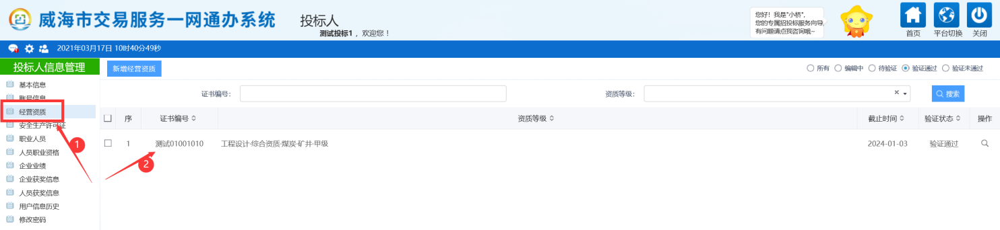 威海市交易服务一网通办系统
投标人
测试投标1 ，欢迎您！
您好！我是"小桥",
您的专属招投标服务向导,
有问题请点我咨询哦~
首页
平台切换
关闭
2021年03月17日 10时40分49秒
投标人信息管理
基本信息
账号信息
经营资质
安全生产许可证
职业人员
人员职业资格
企业业绩
企业获奖信息
人员获奖信息
用户信息历史
修改密码
1
新增经营资质
所有 编辑中 待验证 验证通过 验证未通过
证书编号：
资质等级：
搜索
序 证书编号 资质等级 截止时间 验证状态 操作
1 测试01001010 工程设计·综合资质·煤炭·矿井·甲级 2024-01-03 验证通过
2